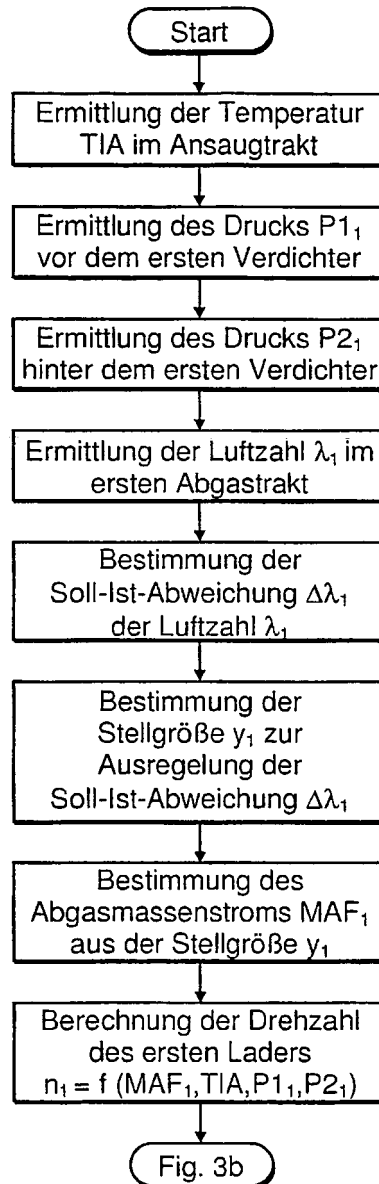 Start
Ermittlung der Temperatur
TIA im Ansaugtrakt
Ermittlung des Drucks P1₁
vor dem ersten Verdichter
Ermittlung des Drucks P2₁
hinter dem ersten Verdichter
Ermittlung der Luftzahl λ₁ im
ersten Abgastrakt
Bestimmung der
Soll-Ist-Abweichung Δλ₁
der Luftzahl λ₁
Bestimmung der
Stellgröße y₁ zur
Ausregelung der
Soll-Ist-Abweichung Δλ₁
Bestimmung des
Abgasmassenstroms MAF₁
aus der Stellgröße y₁
Berechnung der Drehzahl
des ersten Laders
n₁ = f (MAF₁,TIA,P1₁,P2₁)
Fig. 3b